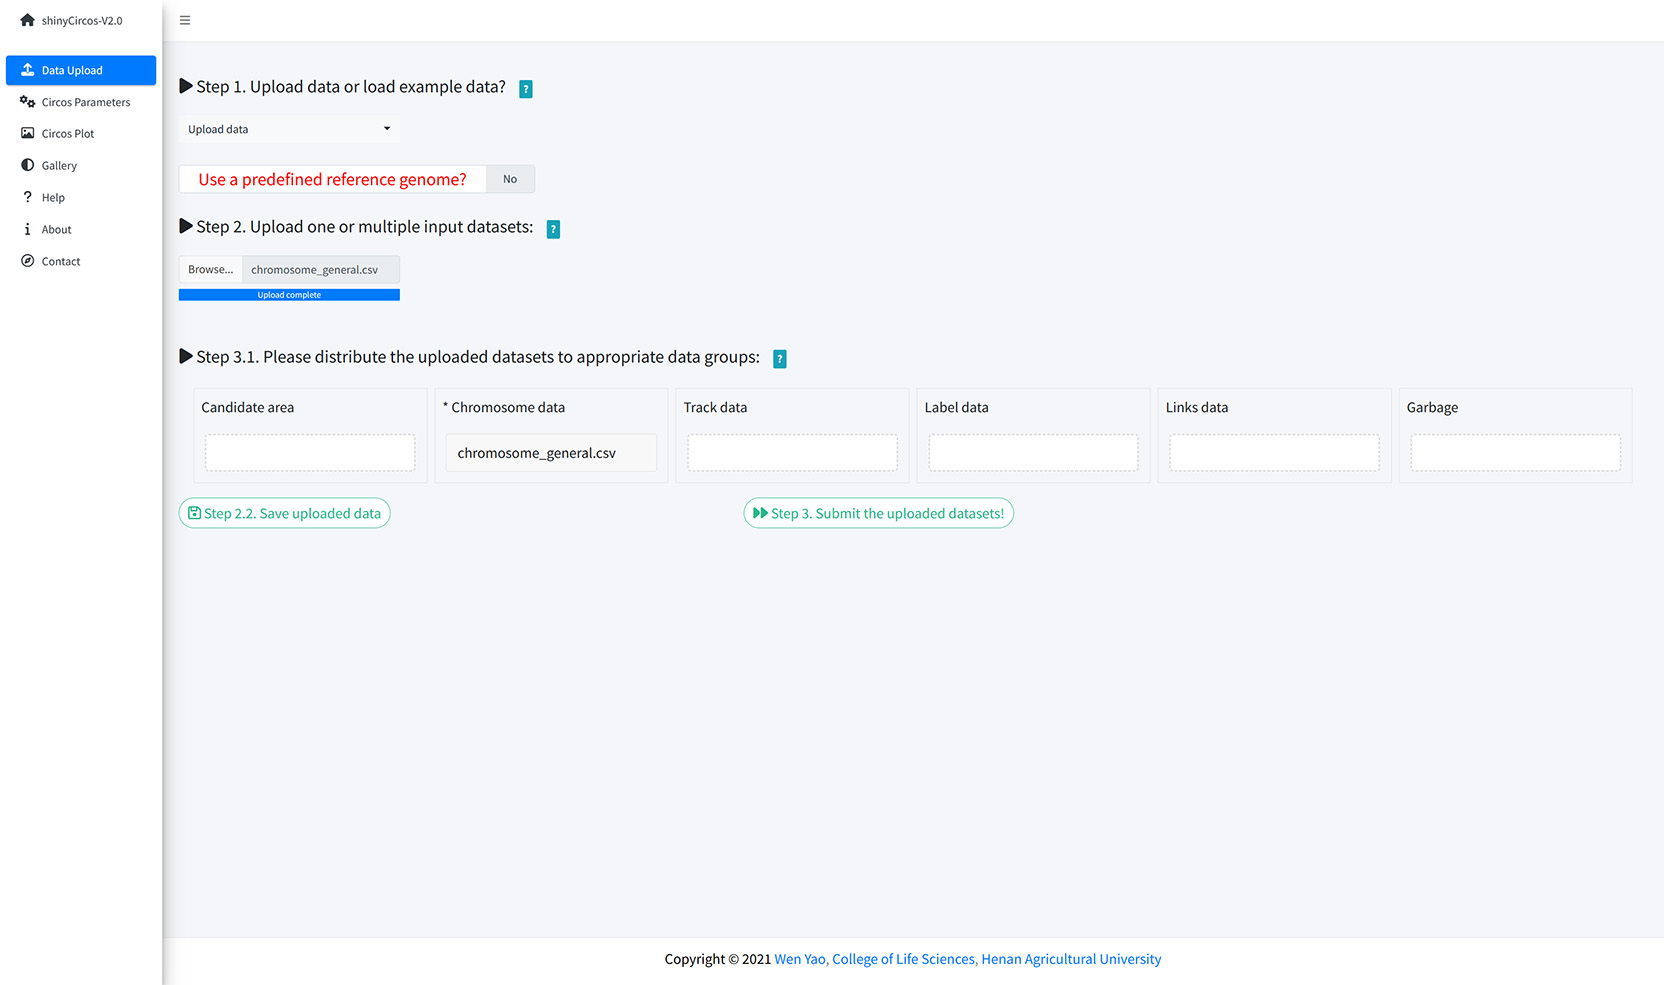 shinyCircos-V2.0
Data Upload
Circos Parameters
Circos Plot
Gallery
? Help
About
Contact
Step 1. Upload data or load example data? ?
Upload data
Use a predefined reference genome? No
Step 2. Upload one or multiple input datasets: ?
Browse... chromosome_general.csv
Upload complete
Step 3.1. Please distribute the uploaded datasets to appropriate data groups: ?
Candidate area
* Chromosome data
chromosome_general.csv
Track data
Label data
Links data
Garbage
Step 2.2. Save uploaded data
Step 3. Submit the uploaded datasets!
Copyright © 2021 Wen Yao, College of Life Sciences, Henan Agricultural University